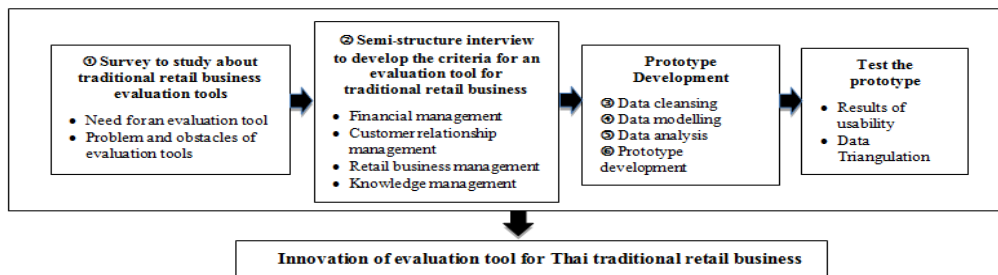 ① Survey to study about
traditional retail business
evaluation tools
• Need for an evaluation tool
• Problem and obstacles of
evaluation tools
② Semi-structure interview
to develop the criteria for an
evaluation tool for
traditional retail business
• Financial management
• Customer relationship
management
• Retail business management
• Knowledge management
Prototype
Development
③ Data cleansing
④ Data modelling
⑤ Data analysis
⑥ Prototype
development
Test the
prototype
• Results of
usability
• Data
Triangulation
Innovation of evaluation tool for Thai traditional retail business